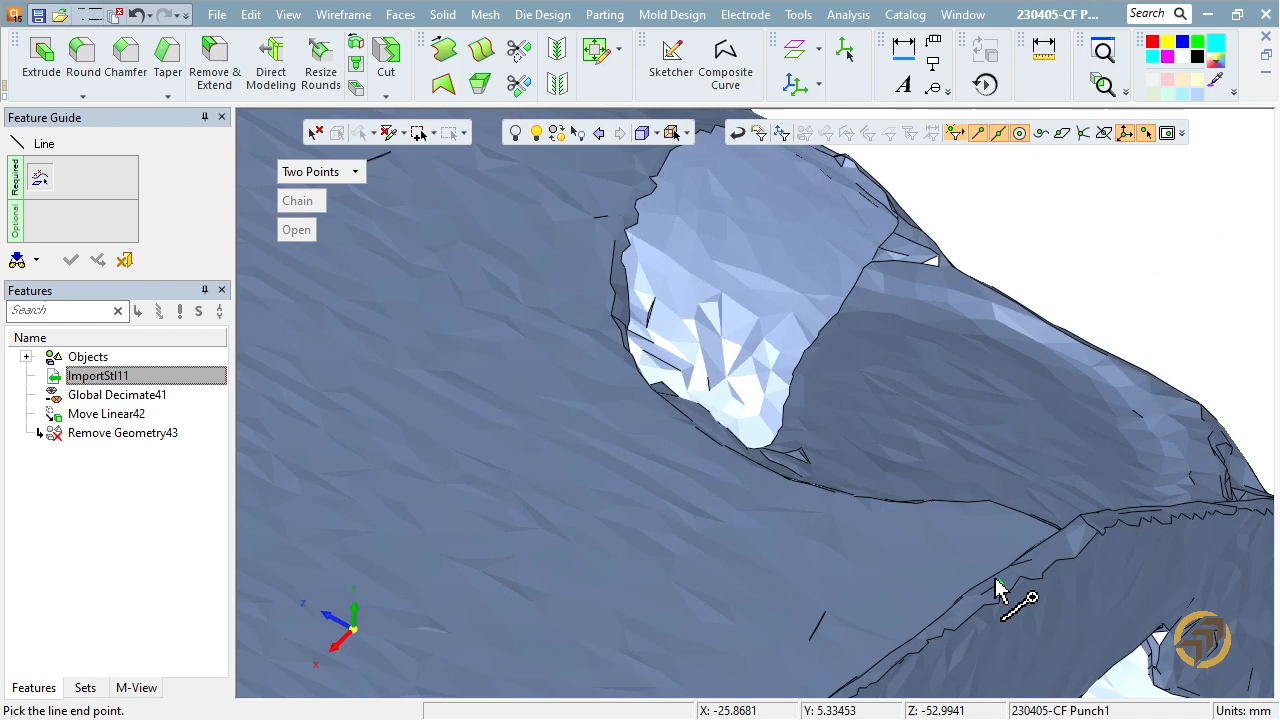 Ci
15
File Edit View Wireframe Faces Solid Mesh Die Design Parting Mold Design Electrode Tools Analysis Catalog Window 230405-CF P... Search
Extrude Round Chamfer Taper Remove & Extend Direct Modeling Resize Rounds Cut Sketcher Composite Curve
Feature Guide
Line
Required
Optional
Two Points
Chain
Open
Features
Search
S
Name
Objects
ImportStl11
Global Decimate41
Move Linear42
Remove Geometry43
Features Sets M-View
Z
Y
X
Pick the line end point.
X: -25.8681 Y: 5.33453 Z: -52.9941 230405-CF Punch1 Units: mm